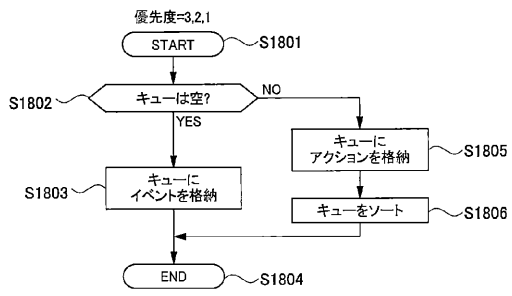 優先度=3,2,1
START
S1801
キューは空?
S1802
NO
YES
キューに
アクションを格納
S1805
キューに
イベントを格納
S1803
キューをソート
S1806
END
S1804